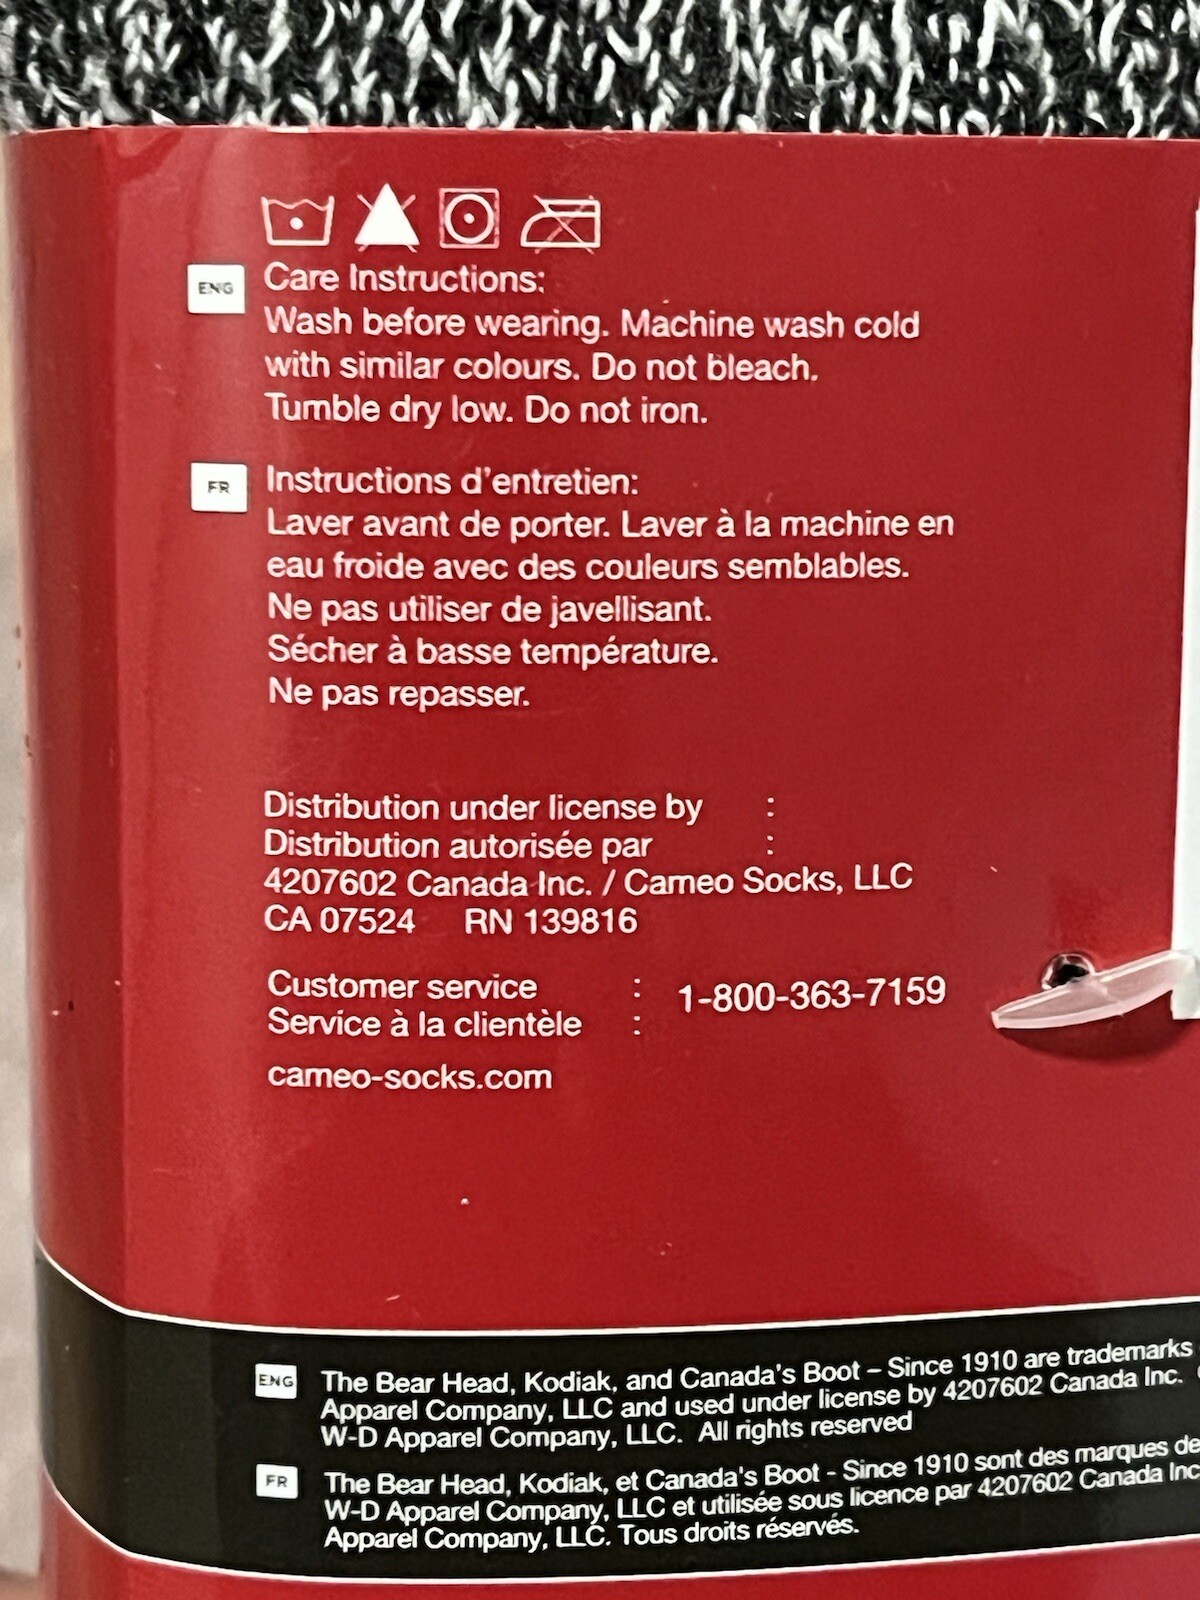 ENG
Care Instructions:
Wash before wearing. Machine wash cold
with similar colours. Do not bleach.
Tumble dry low. Do not iron.
FR
Instructions d'entretien:
Laver avant de porter. Laver à la machine en
eau froide avec des couleurs semblables.
Ne pas utiliser de javellisant.
Sécher à basse température.
Ne pas repasser.
Distribution under license by :
Distribution autorisée par :
4207602 Canada Inc. / Cameo Socks, LLC
CA 07524 RN 139816
Customer service : 1-800-363-7159
Service à la clientèle :
cameo-socks.com
ENG
The Bear Head, Kodiak, and Canada's Boot – Since 1910 are trademarks
Apparel Company, LLC and used under license by 4207602 Canada Inc.
W-D Apparel Company, LLC. All rights reserved
FR
The Bear Head, Kodiak, et Canada's Boot - Since 1910 sont des marques de
W-D Apparel Company, LLC et utilisée sous licence par 4207602 Canada Inc
Apparel Company, LLC. Tous droits réservés.